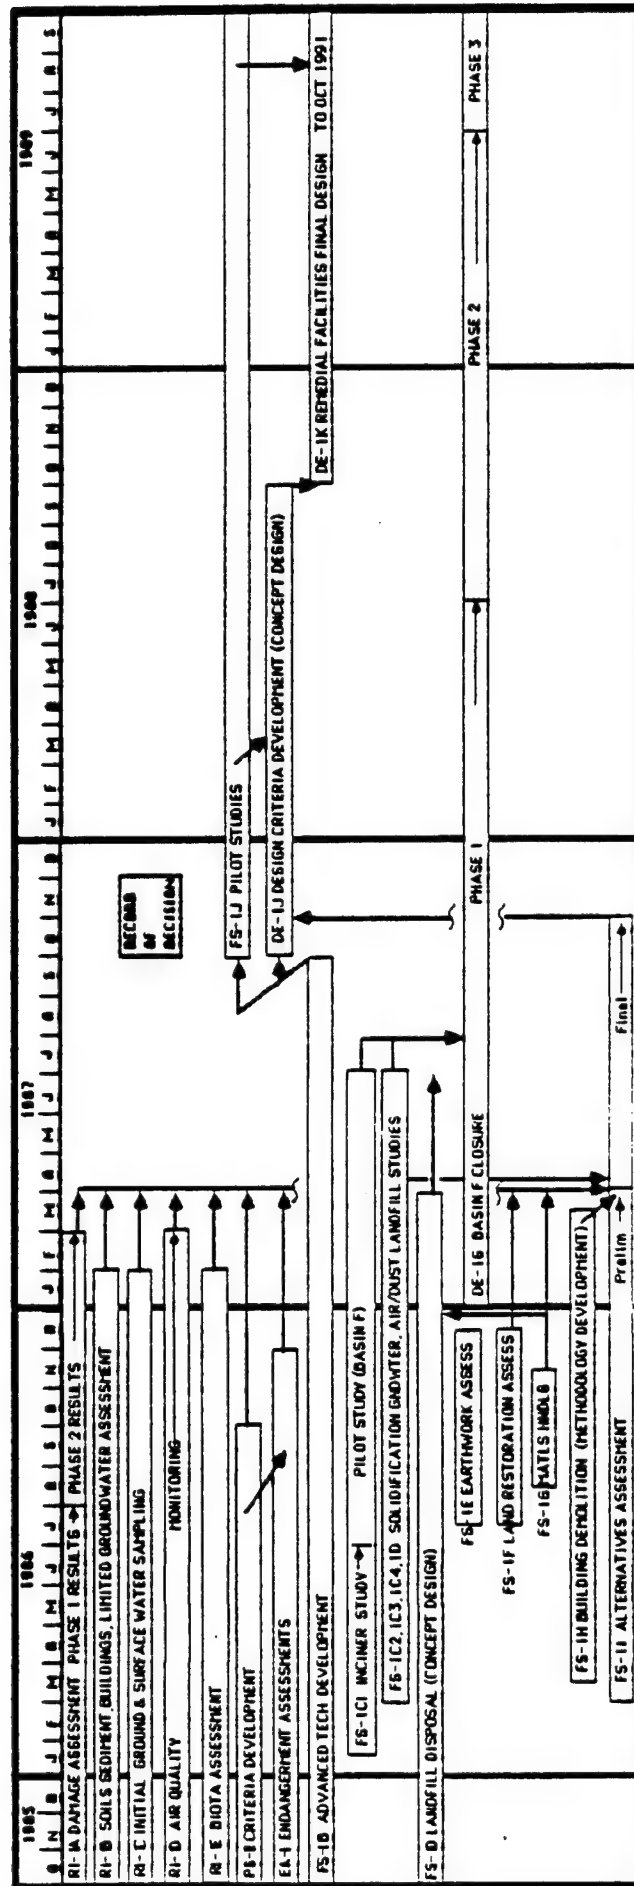 1985 1986 1987 1988 1989
O N D J F M A M J J A S O N D J F M A M J J A S O N D J F M A M J J A S O N D J F M A M J J A S
RI-1A DAMAGE ASSESSMENT PHASE 1 RESULTS PHASE 2 RESULTS
RI-1B SOILS SEDIMENT, BUILDINGS, LIMITED GROUNDWATER ASSESSMENT
RI-1C INITIAL GROUND & SURFACE WATER SAMPLING
RI-1D AIR QUALITY MONITORING
RI-1E BIOTA ASSESSMENT
CRITERIA DEVELOPMENT
EA-1 ENDANGERMENT ASSESSMENTS
RECORD
OF
DECISION
FS-1J PILOT STUDIES
DE-1J DESIGN CRITERIA DEVELOPMENT (CONCEPT DESIGN)
FS-1B ADVANCED TECH DEVELOPMENT
DE-1K REMEDIAL FACILITIES FINAL DESIGN TO OCT 1991
FS-1C1 INCINER STUDY PILOT STUDY (BASIN F)
FS-1C2, 1C3, 1C4, 1D SOLIDIFICATION GNDWTER, AIR/DUST LANDFILL STUDIES
FS-1D LANDFILL DISPOSAL (CONCEPT DESIGN)
FS-1E EARTHWORK ASSESS
DE-1G BASIN F CLOSURE PHASE 1 PHASE 2 PHASE 3
FS-1F LAND RESTORATION ASSESS
FS-1G MATLS HNDLG
FS-1H BUILDING DEMOLITION (METHODOLOGY DEVELOPMENT)
FS-1I ALTERNATIVES ASSESSMENT Prelim Final